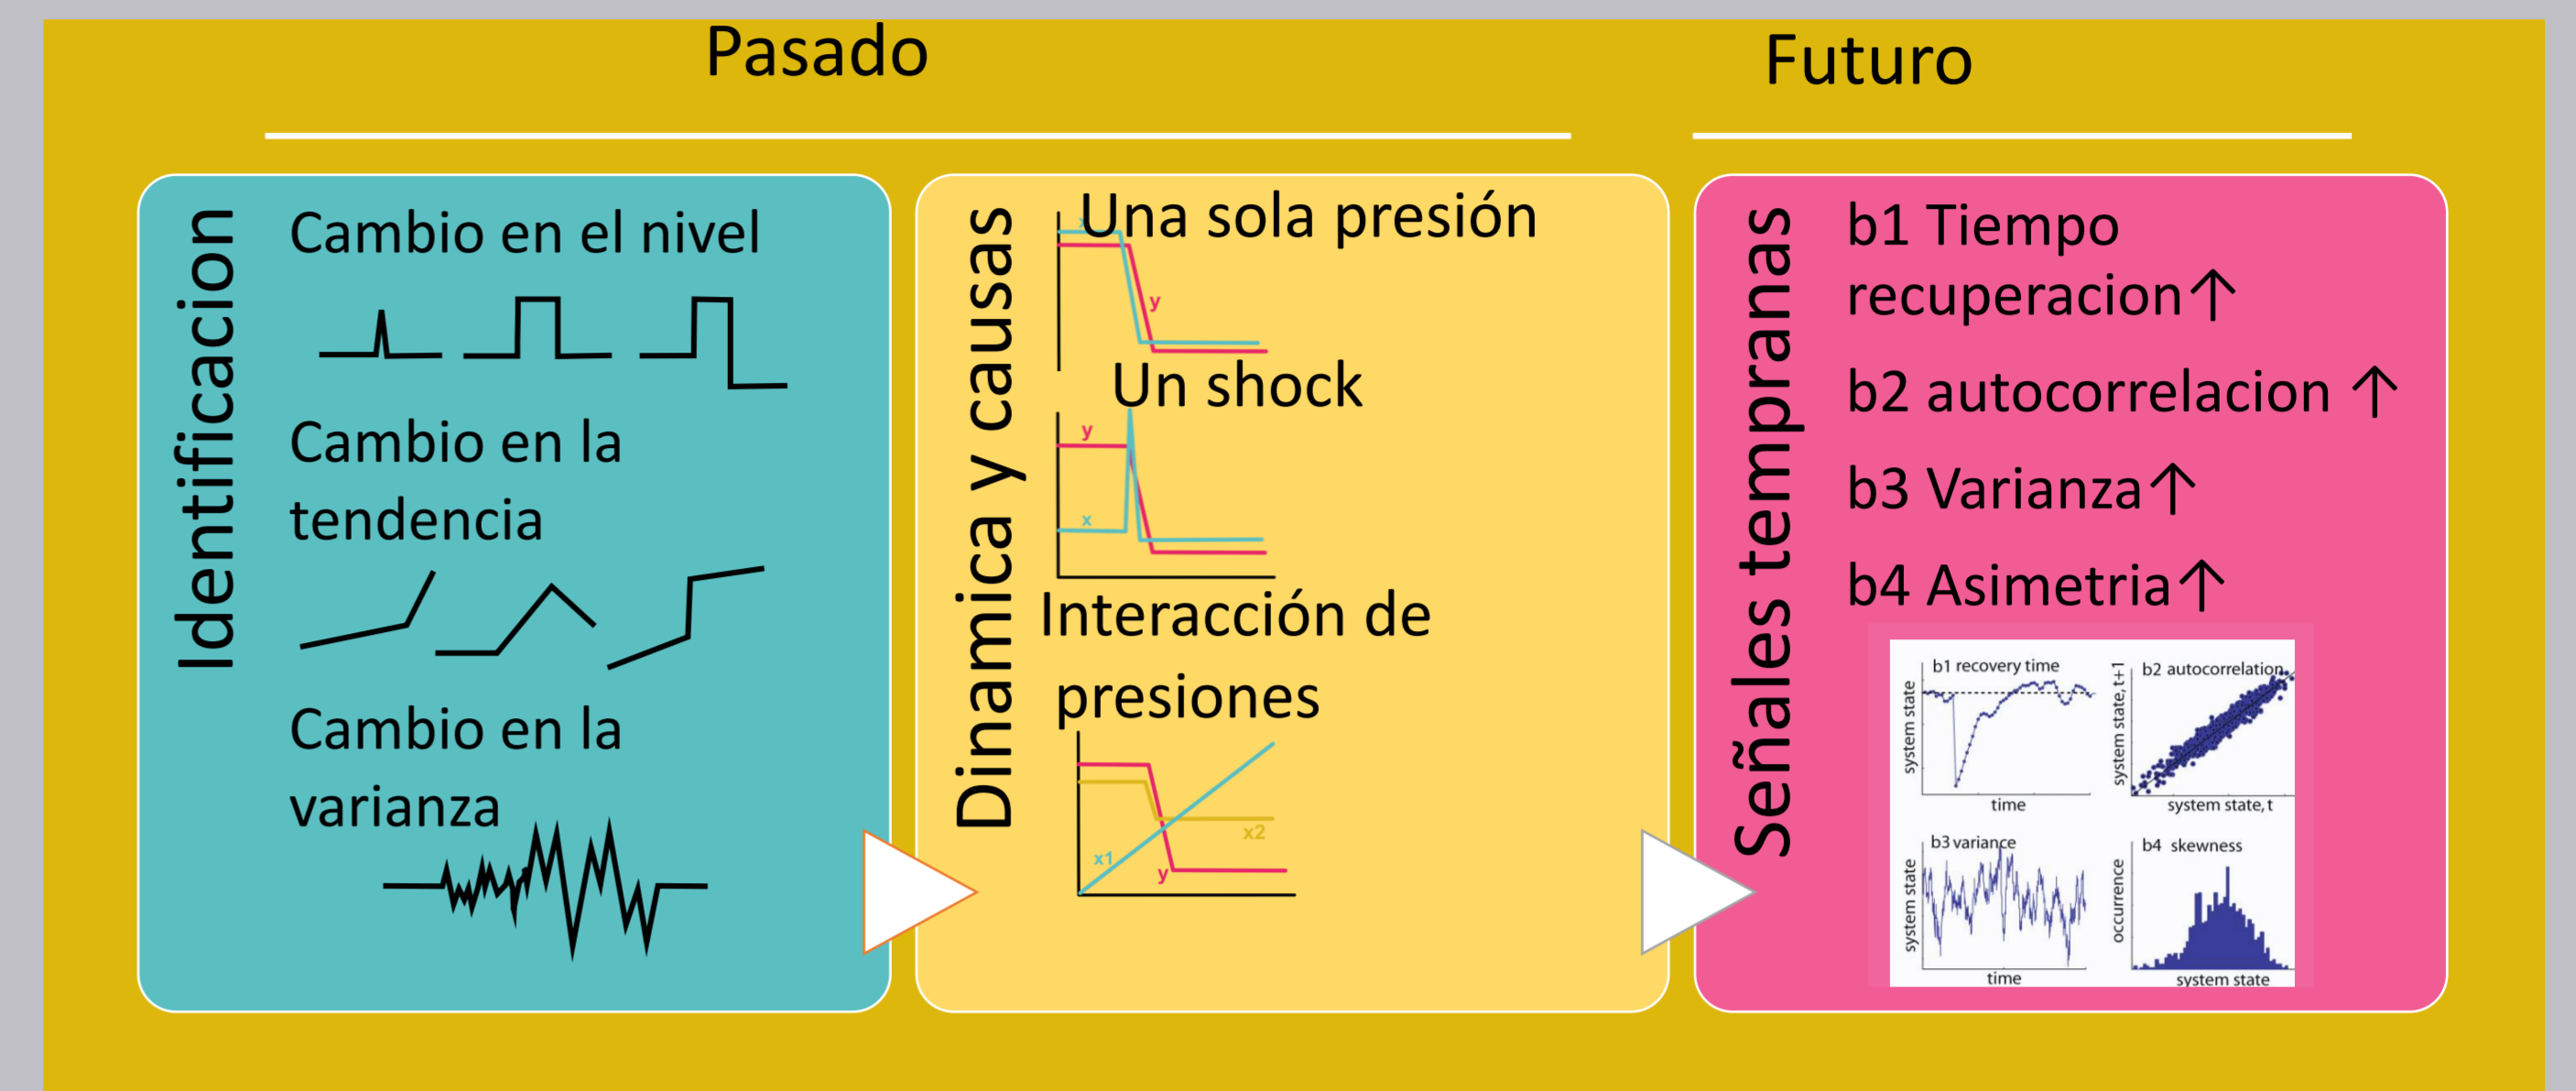 Pasado
Futuro
Identificacion
Cambio en el nivel
Cambio en la
tendencia
Cambio en la
varianza
Dinamica y causas
Una sola presión
x
y
Un shock
y
x
Interacción de
presiones
x1
x2
y
Señales tempranas
b1 Tiempo
recuperacion↑
b2 autocorrelacion ↑
b3 Varianza↑
b4 Asimetria↑
b1 recovery time
system state
time
b2 autocorrelation
system state, t+1
system state, t
b3 variance
system state
time
b4 skewness
occurrence
system state